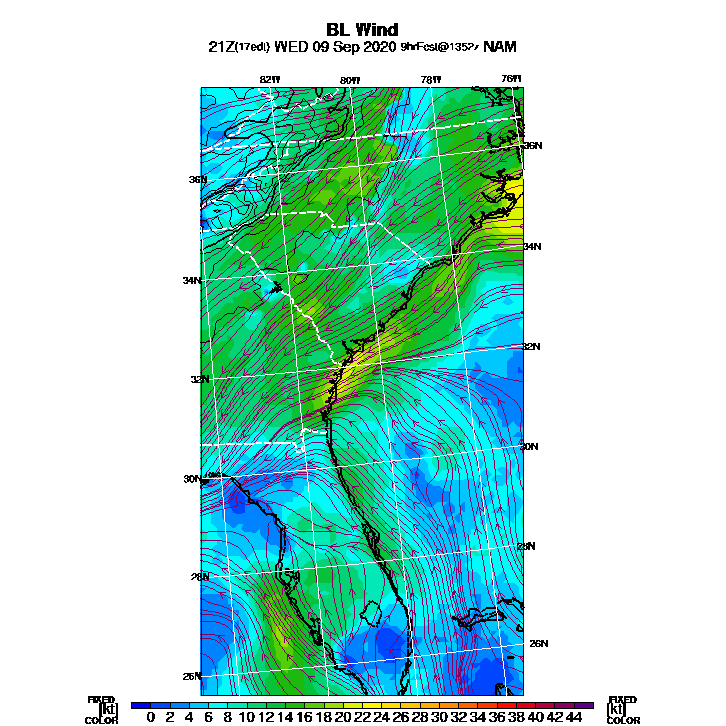 BL Wind
21Z(17edt) WED 09 Sep 2020 9hrFcst@1352z NAM
82W 80W 78W 76W
36N
36N
34N
34N
32N
32N
30N
30N
28N
28N
26N
26N
FIXED FIXED
[kt] 0 2 4 6 8 10 12 14 16 18 20 22 24 26 28 30 32 34 36 38 40 42 44 [kt]
COLOR COLOR